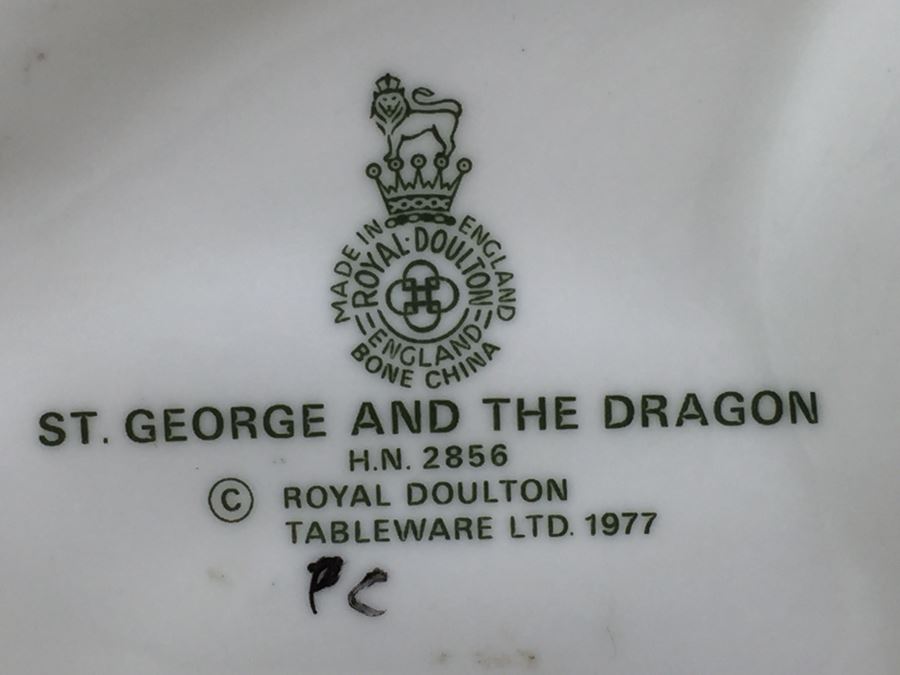 MADE IN ENGLAND
ROYAL·DOULTON
ENGLAND
BONE CHINA
ST. GEORGE AND THE DRAGON
H.N. 2856
© ROYAL DOULTON
TABLEWARE LTD. 1977
PC